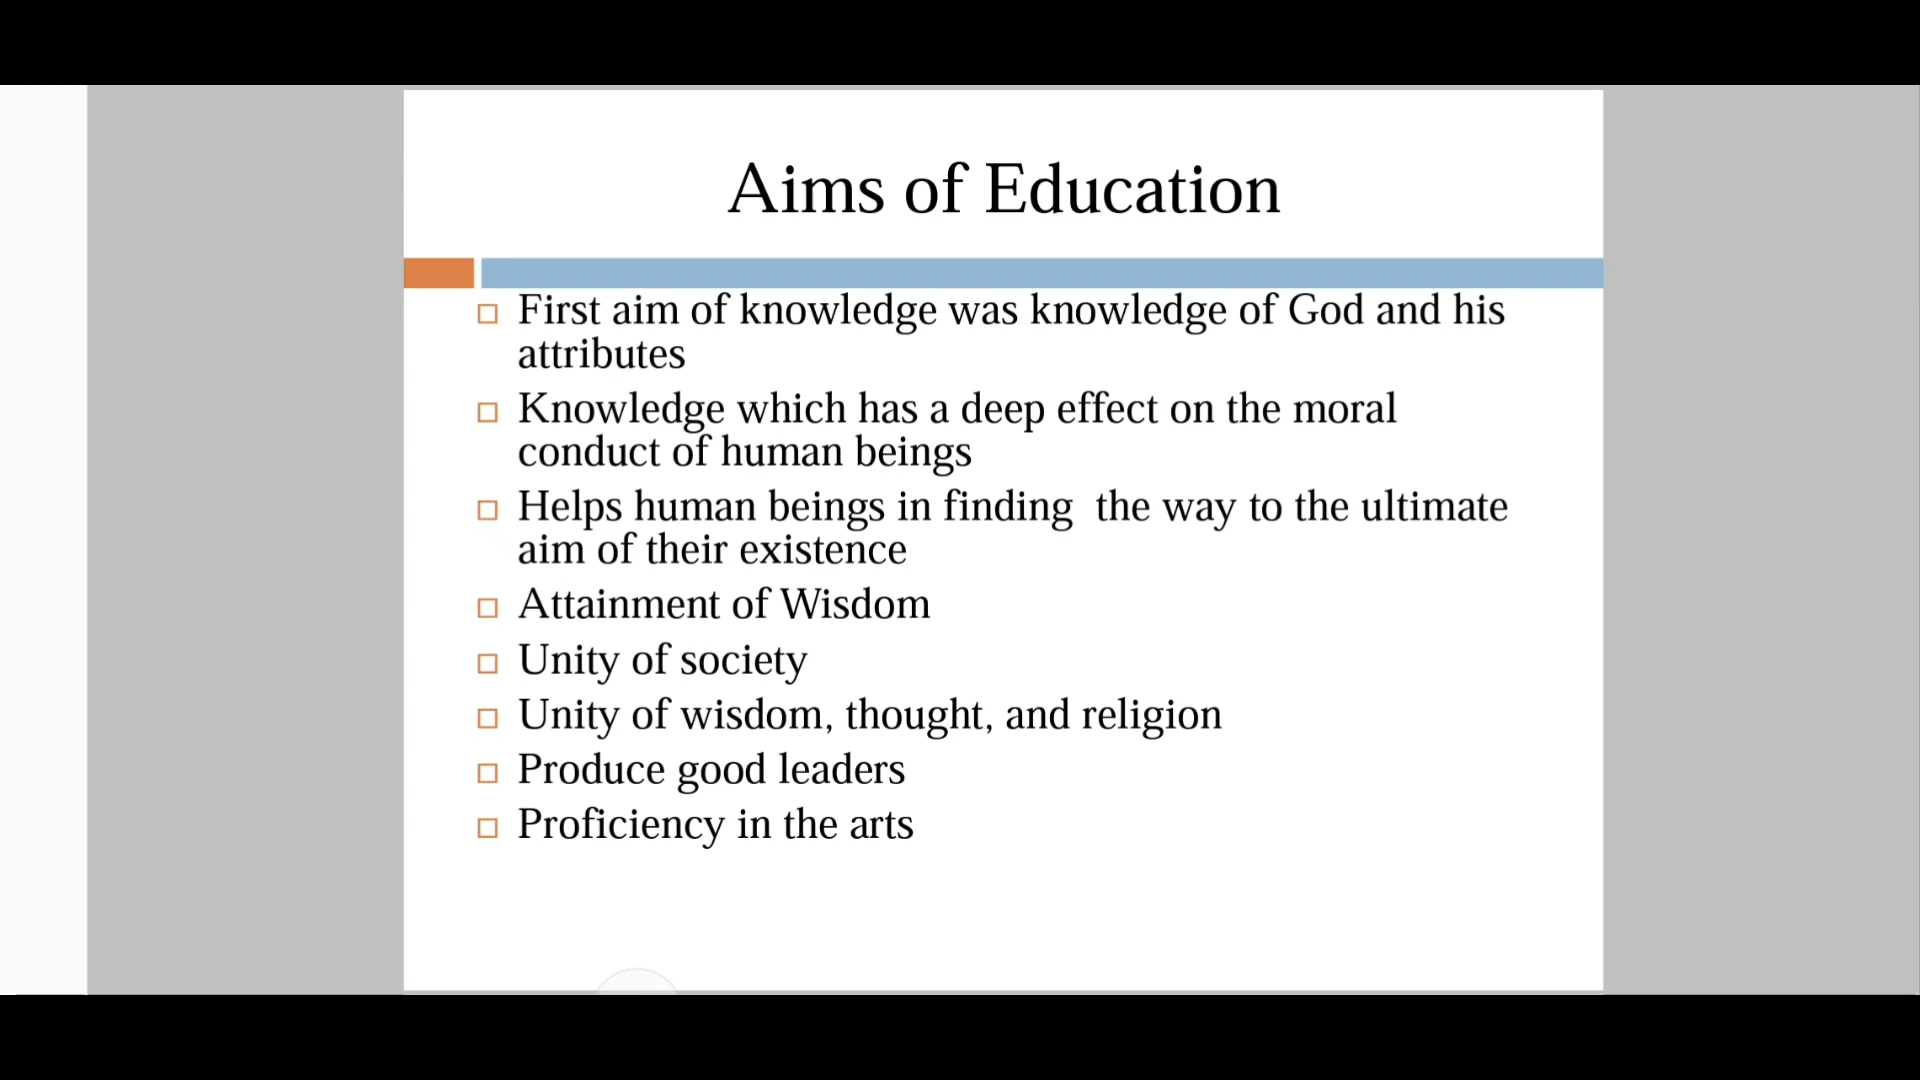 Aims of Education
First aim of knowledge was knowledge of God and his
attributes
Knowledge which has a deep effect on the moral
conduct of human beings
Helps human beings in finding  the way to the ultimate
aim of their existence
Attainment of Wisdom
Unity of society
Unity of wisdom, thought, and religion
Produce good leaders
Proficiency in the arts